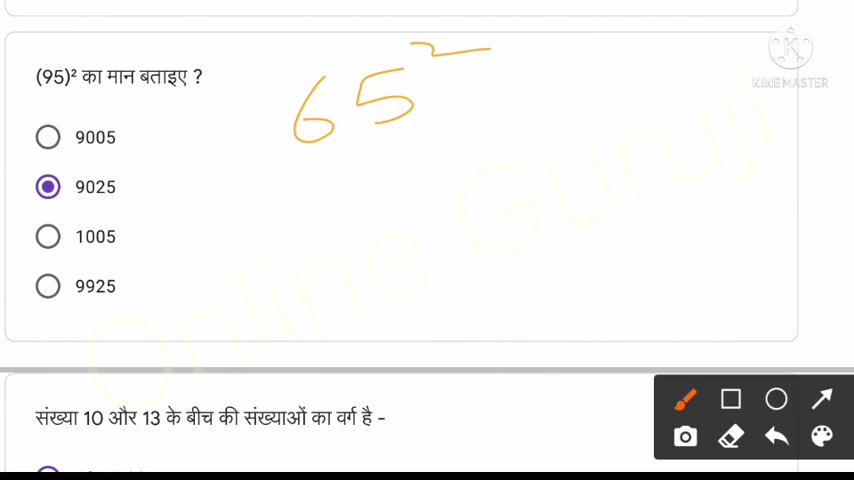 (95)² का मान बताइए ?
65²
KINEMASTER
9005
9025
1005
9925
Online Guruji
संख्या 10 और 13 के बीच की संख्याओं का वर्ग है -